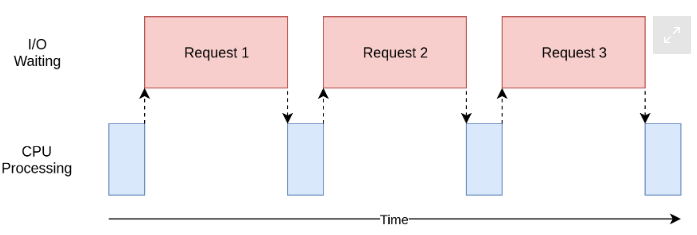 I/O
Waiting
Request 1
Request 2
Request 3
CPU
Processing
Time